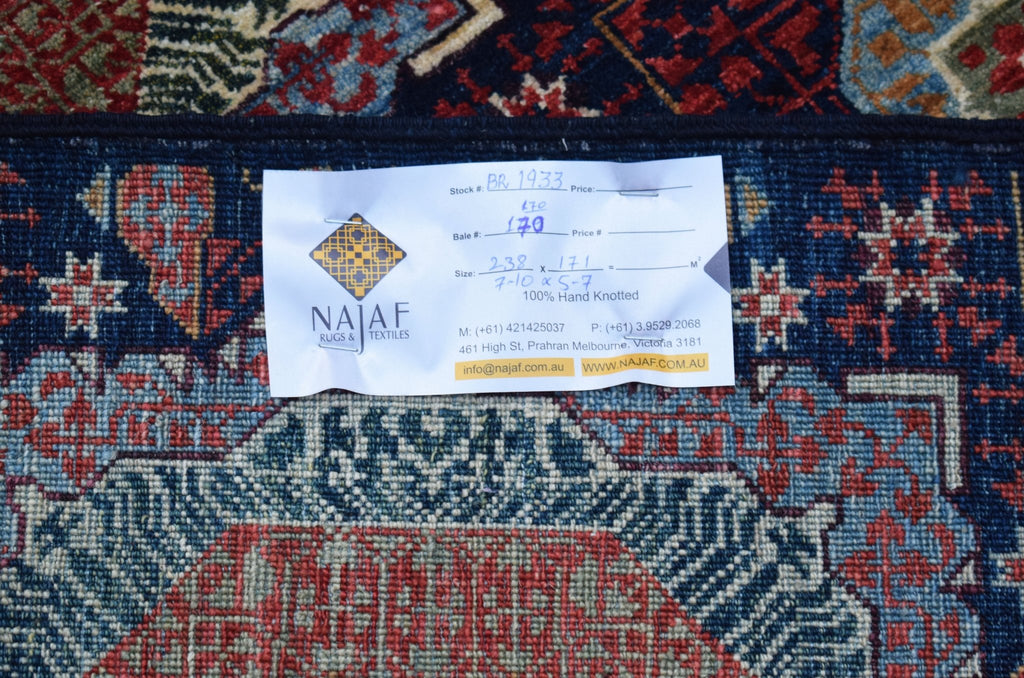 Stock #: BR 1933 Price:
170
Bale #: 170 Price #
Size: 238 x 171 = M²
7-10 x 5-7
100% Hand Knotted
NAJAF
RUGS & TEXTILES
M: (+61) 421425037 P: (+61) 3.9529.2068
461 High St, Prahran Melbourne, Victoria 3181
info@najaf.com.au WWW.NAJAF.COM.AU